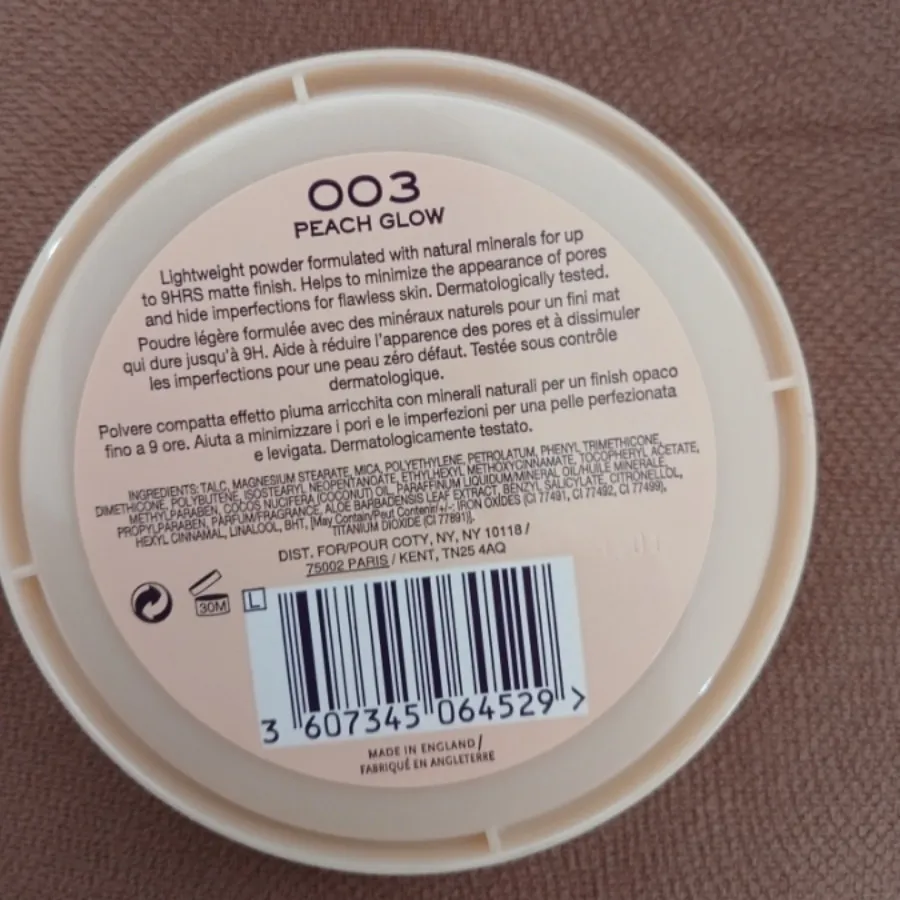 003
PEACH GLOW
Lightweight powder formulated with natural minerals for up
to 9HRS matte finish. Helps to minimize the appearance of pores
and hide imperfections for flawless skin. Dermatologically tested.
Poudre légère formulée avec des minéraux naturels pour un fini mat
qui dure jusqu'à 9H. Aide à réduire l'apparence des pores et à dissimuler
les imperfections pour une peau zéro défaut. Testée sous contrôle
dermatologique.
Polvere compatta effetto piuma arricchita con minerali naturali per un finish opaco
fino a 9 ore. Aiuta a minimizzare i pori e le imperfezioni per una pelle perfezionata
e levigata. Dermatologicamente testato.
INGREDIENTS: TALC, MAGNESIUM STEARATE, MICA, POLYETHYLENE, PETROLATUM, PHENYL TRIMETHICONE,
DIMETHICONE, POLYBUTENE, ISOSTEARYL NEOPENTANOATE, ETHYLHEXYL METHOXYCINNAMATE, TOCOPHERYL ACETATE,
METHYLPARABEN, COCOS NUCIFERA (COCONUT) OIL, PARAFFINUM LIQUIDUM/MINERAL OIL/HUILE MINERALE,
PROPYLPARABEN, PARFUM/FRAGRANCE, ALOE BARBADENSIS LEAF EXTRACT, BENZYL SALICYLATE, CITRONELLOL,
HEXYL CINNAMAL, LINALOOL, BHT, [May Contain/Peut Contenir/+/-: IRON OXIDES (CI 77491, CI 77492, CI 77499),
TITANIUM DIOXIDE (CI 77891)].
DIST. FOR/POUR COTY, NY, NY 10118 /
75002 PARIS / KENT, TN25 4AQ
30M
L
3 607345 064529 >
MADE IN ENGLAND/
FABRIQUÉ EN ANGLETERRE